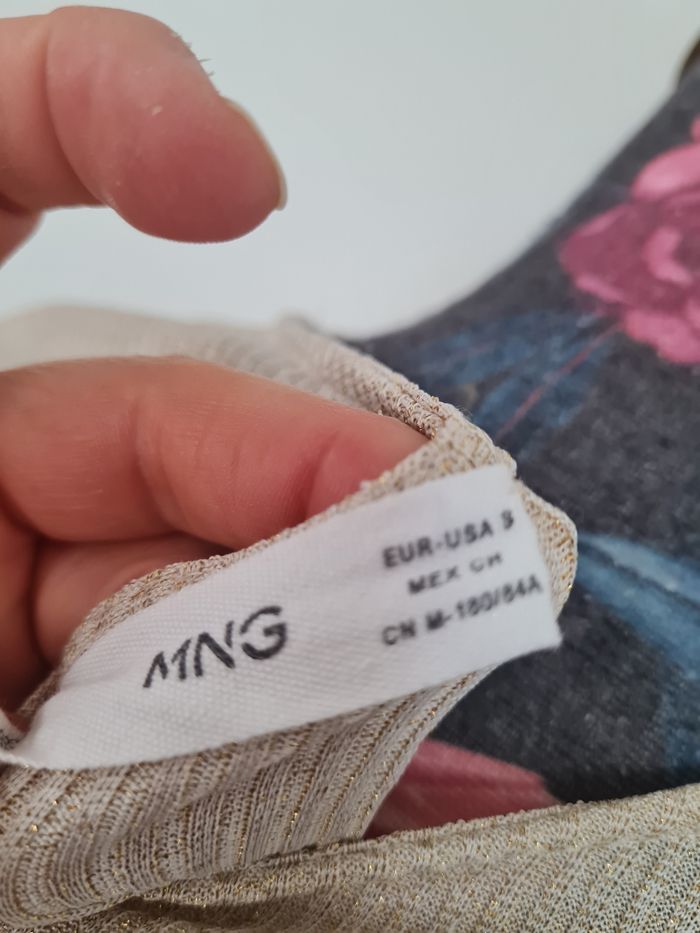 MNG
EUR-USA S
MEX CH
CN M-160/84A